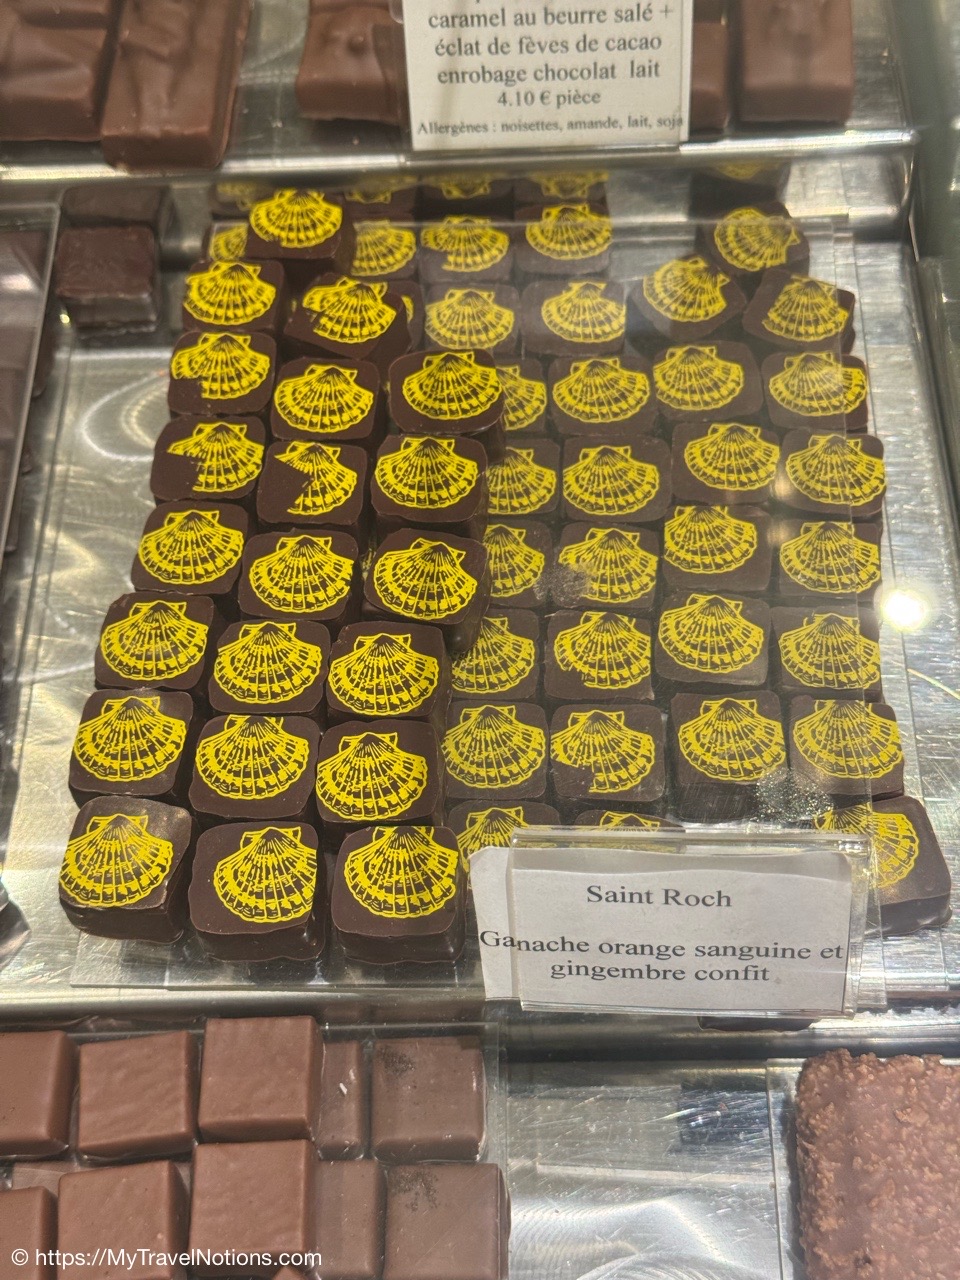 caramel au beurre salé +
éclat de fèves de cacao
enrobage chocolat lait
4.10 € pièce
Allergènes : noisettes, amande, lait, soja
Saint Roch
Ganache orange sanguine et
gingembre confit
© https://MyTravelNotions.com